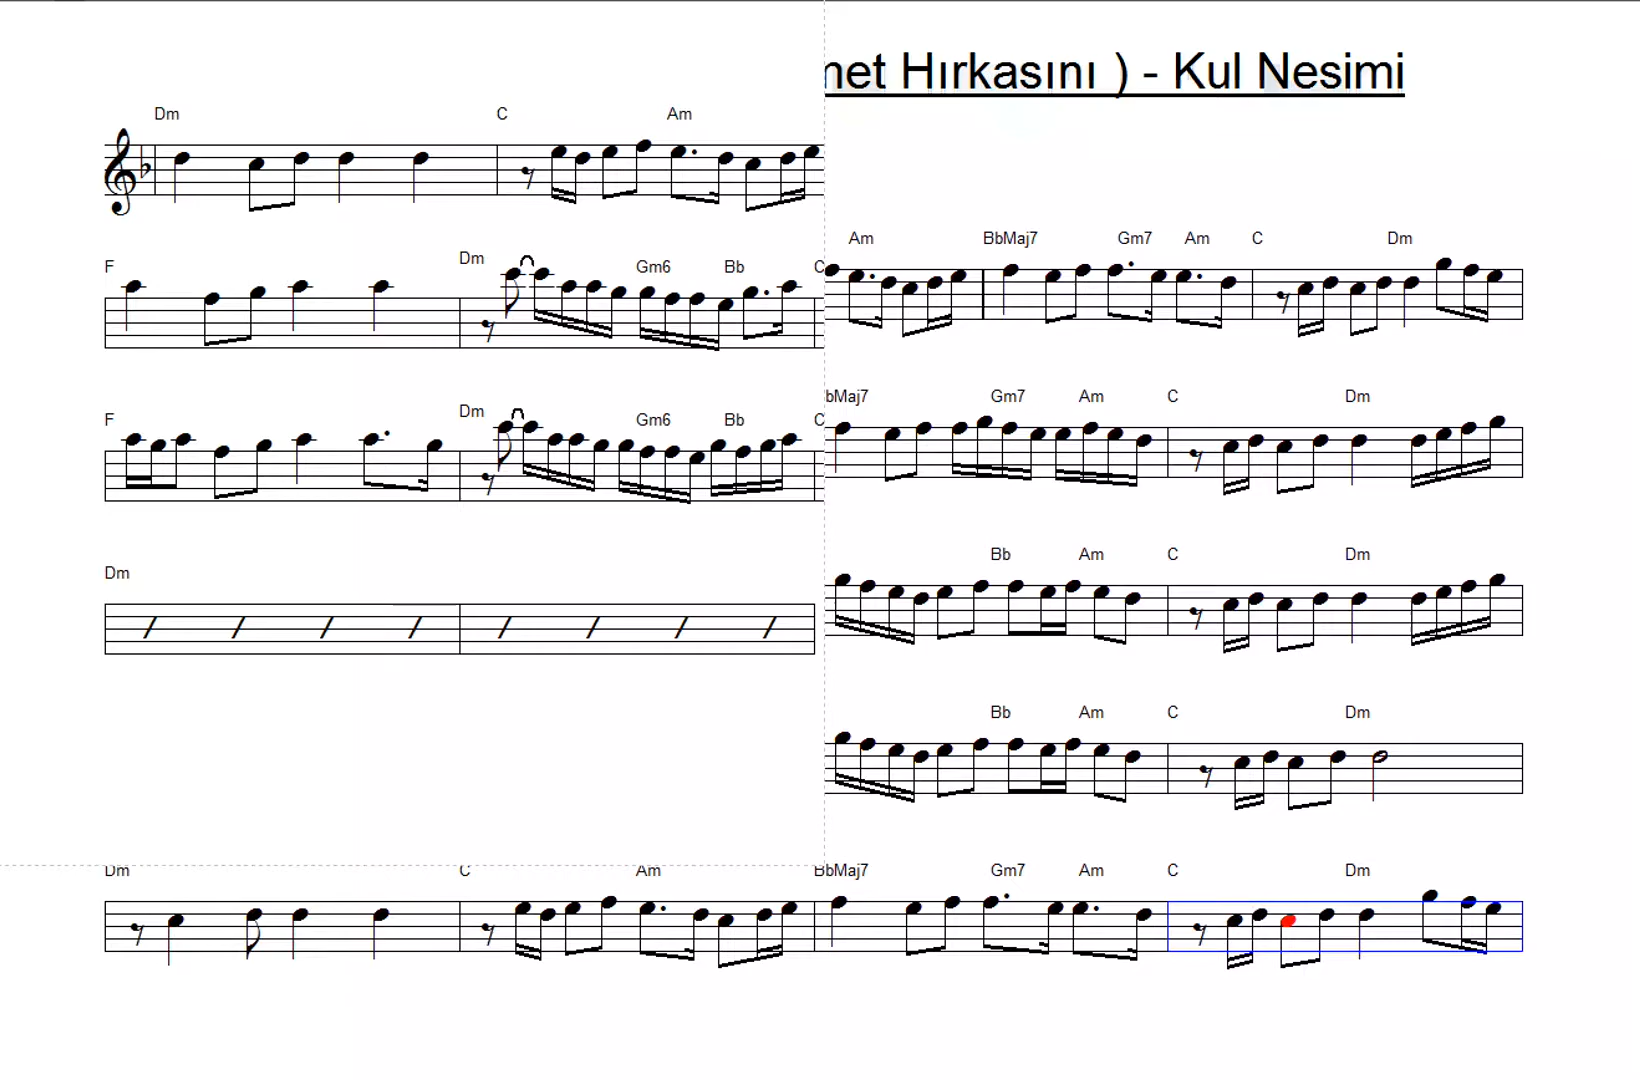 Hırkasını ) - Kul Nesimi
Dm C Am
Am BbMaj7 Gm7 Am C Dm
F Dm Gm6 Bb C
bMaj7 Gm7 Am C Dm
F Dm Gm6 Bb C
Bb Am C Dm
Dm
Bb Am C Dm
Dm C Am BbMaj7 Gm7 Am C Dm